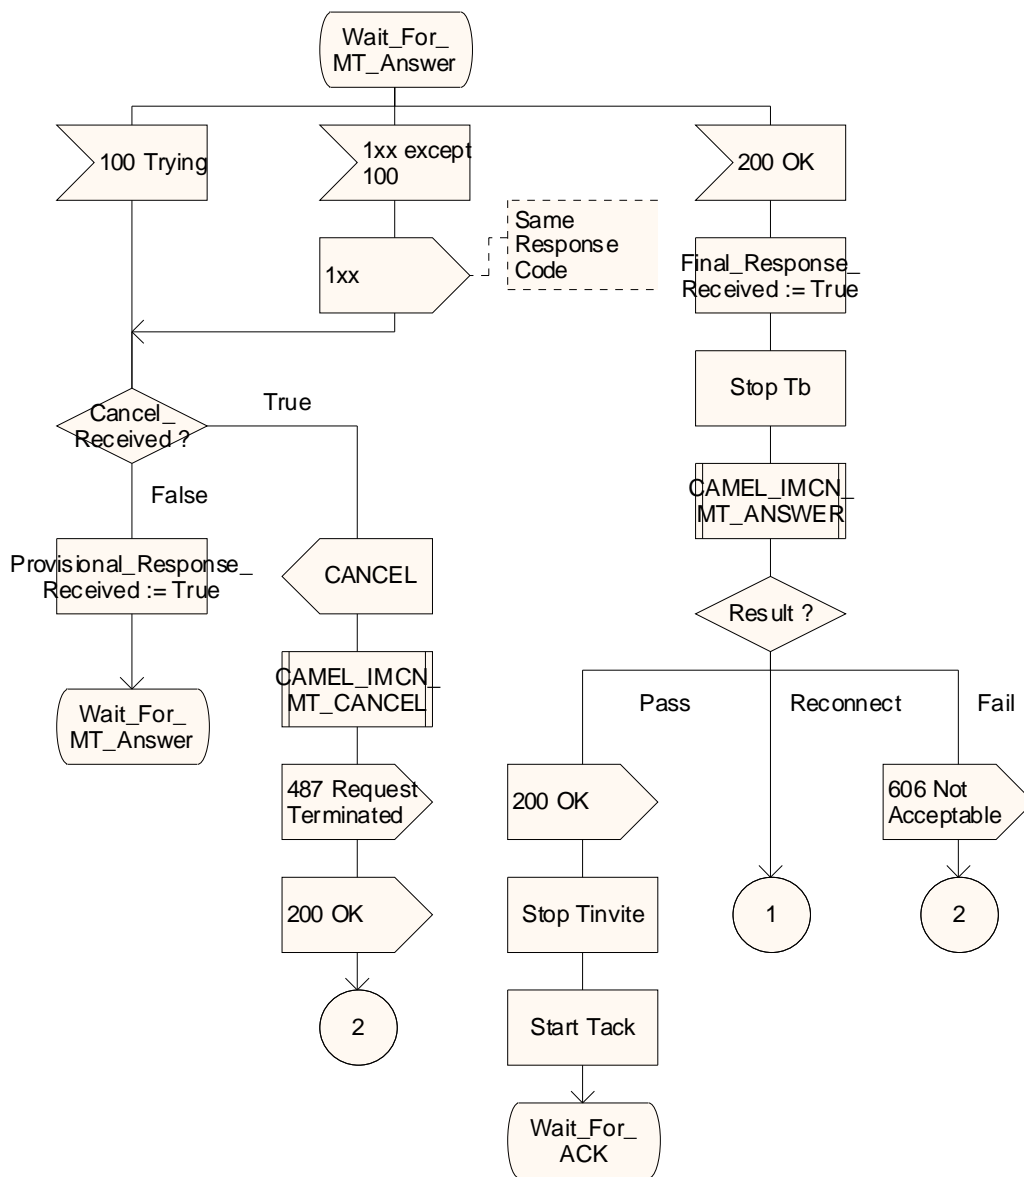 Wait_For_
MT_Answer
100 Trying
1xx except
100
200 OK
1xx
Same
Response
Code
Final_Response_
Received := True
Stop Tb
Cancel_
Received ?
True
False
CAMEL_IMCN_
MT_ANSWER
Provisional_Response_
Received := True
CANCEL
Result ?
CAMEL_IMCN_
MT_CANCEL
Pass
Reconnect
Fail
Wait_For_
MT_Answer
487 Request
Terminated
200 OK
606 Not
Acceptable
200 OK
Stop Tinvite
1
2
2
Start Tack
Wait_For_
ACK